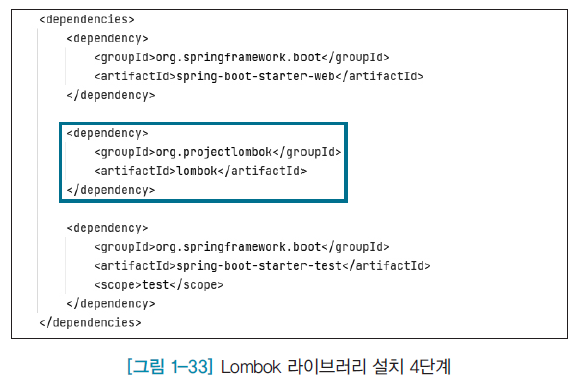 <dependencies>
<dependency>
<groupId>org.springframework.boot</groupId>
<artifactId>spring-boot-starter-web</artifactId>
</dependency>
<dependency>
<groupId>org.projectlombok</groupId>
<artifactId>lombok</artifactId>
</dependency>
<dependency>
<groupId>org.springframework.boot</groupId>
<artifactId>spring-boot-starter-test</artifactId>
<scope>test</scope>
</dependency>
</dependencies>
[그림 1-33] Lombok 라이브러리 설치 4단계